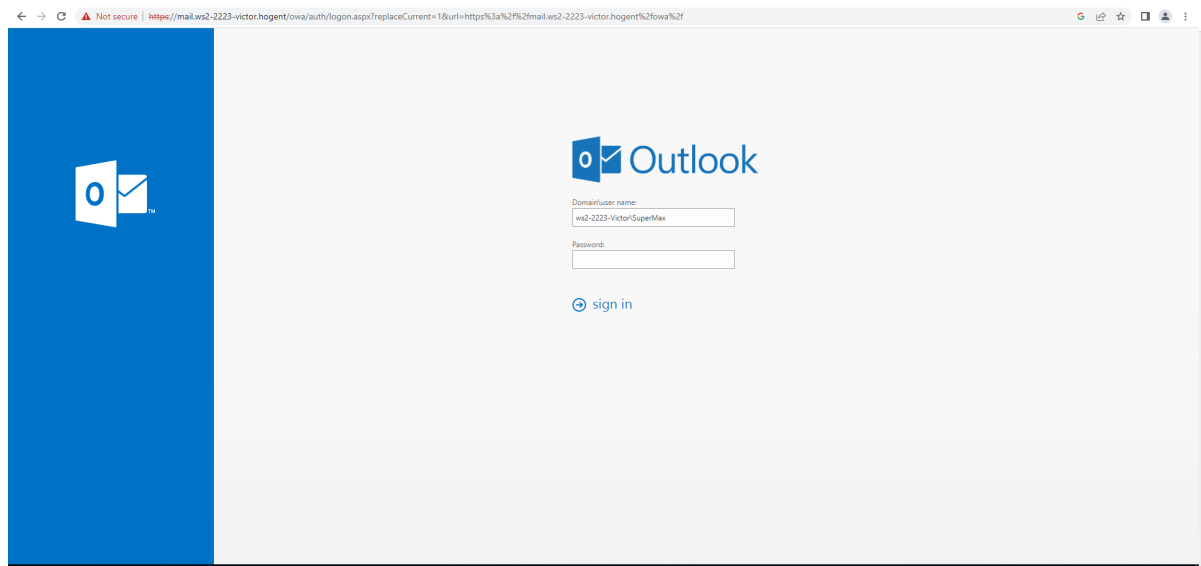 Not secure | https://mail.ws2-2223-victor.hogent/owa/auth/logon.aspx?replaceCurrent=1&url=https%3a%2f%2fmail.ws2-2223-victor.hogent%2fowa%2f
Outlook
Domain\user name:
ws2-2223-Victor\SuperMax
Password:
sign in